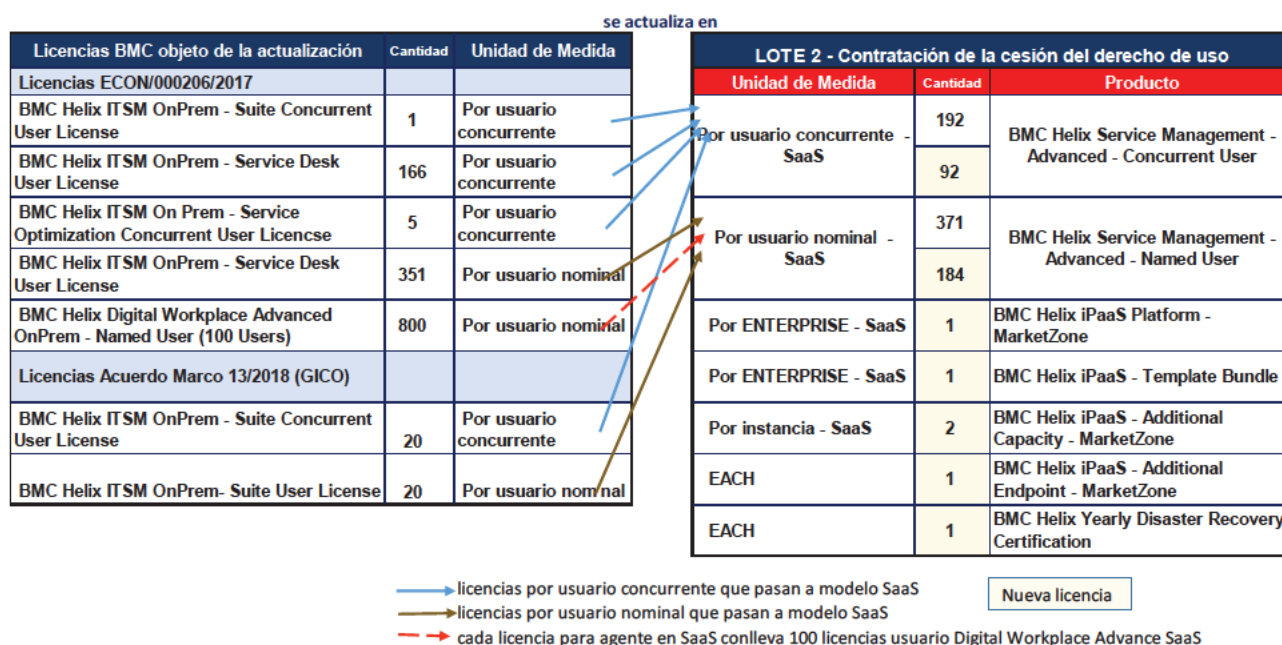 se actualiza en
Licencias BMC objeto de la actualización Cantidad Unidad de Medida
Licencias ECON/000206/2017
BMC Helix ITSM OnPrem - Suite Concurrent
User License
1
Por usuario
concurrente
BMC Helix ITSM OnPrem - Service Desk
User License
166
Por usuario
concurrente
BMC Helix ITSM On Prem - Service
Optimization Concurrent User Licencse
5
Por usuario
concurrente
BMC Helix ITSM OnPrem - Service Desk
User License
351
Por usuario nominal
BMC Helix Digital Workplace Advanced
OnPrem - Named User (100 Users)
800
Por usuario nominal
Licencias Acuerdo Marco 13/2018 (GICO)
BMC Helix ITSM OnPrem - Suite Concurrent
User License
20
Por usuario
concurrente
BMC Helix ITSM OnPrem- Suite User License
20
Por usuario nominal
LOTE 2 - Contratación de la cesión del derecho de uso
Unidad de Medida Cantidad Producto
Por usuario concurrente -
SaaS
192
92
BMC Helix Service Management -
Advanced - Concurrent User
Por usuario nominal -
SaaS
371
184
BMC Helix Service Management -
Advanced - Named User
Por ENTERPRISE - SaaS
1
BMC Helix iPaaS Platform -
MarketZone
Por ENTERPRISE - SaaS
1
BMC Helix iPaaS - Template Bundle
Por instancia - SaaS
2
BMC Helix iPaaS - Additional
Capacity - MarketZone
EACH
1
BMC Helix iPaaS - Additional
Endpoint - MarketZone
EACH
1
BMC Helix Yearly Disaster Recovery
Certification
licencias por usuario concurrente que pasan a modelo SaaS
licencias por usuario nominal que pasan a modelo SaaS
cada licencia para agente en SaaS conlleva 100 licencias usuario Digital Workplace Advance SaaS
Nueva licencia